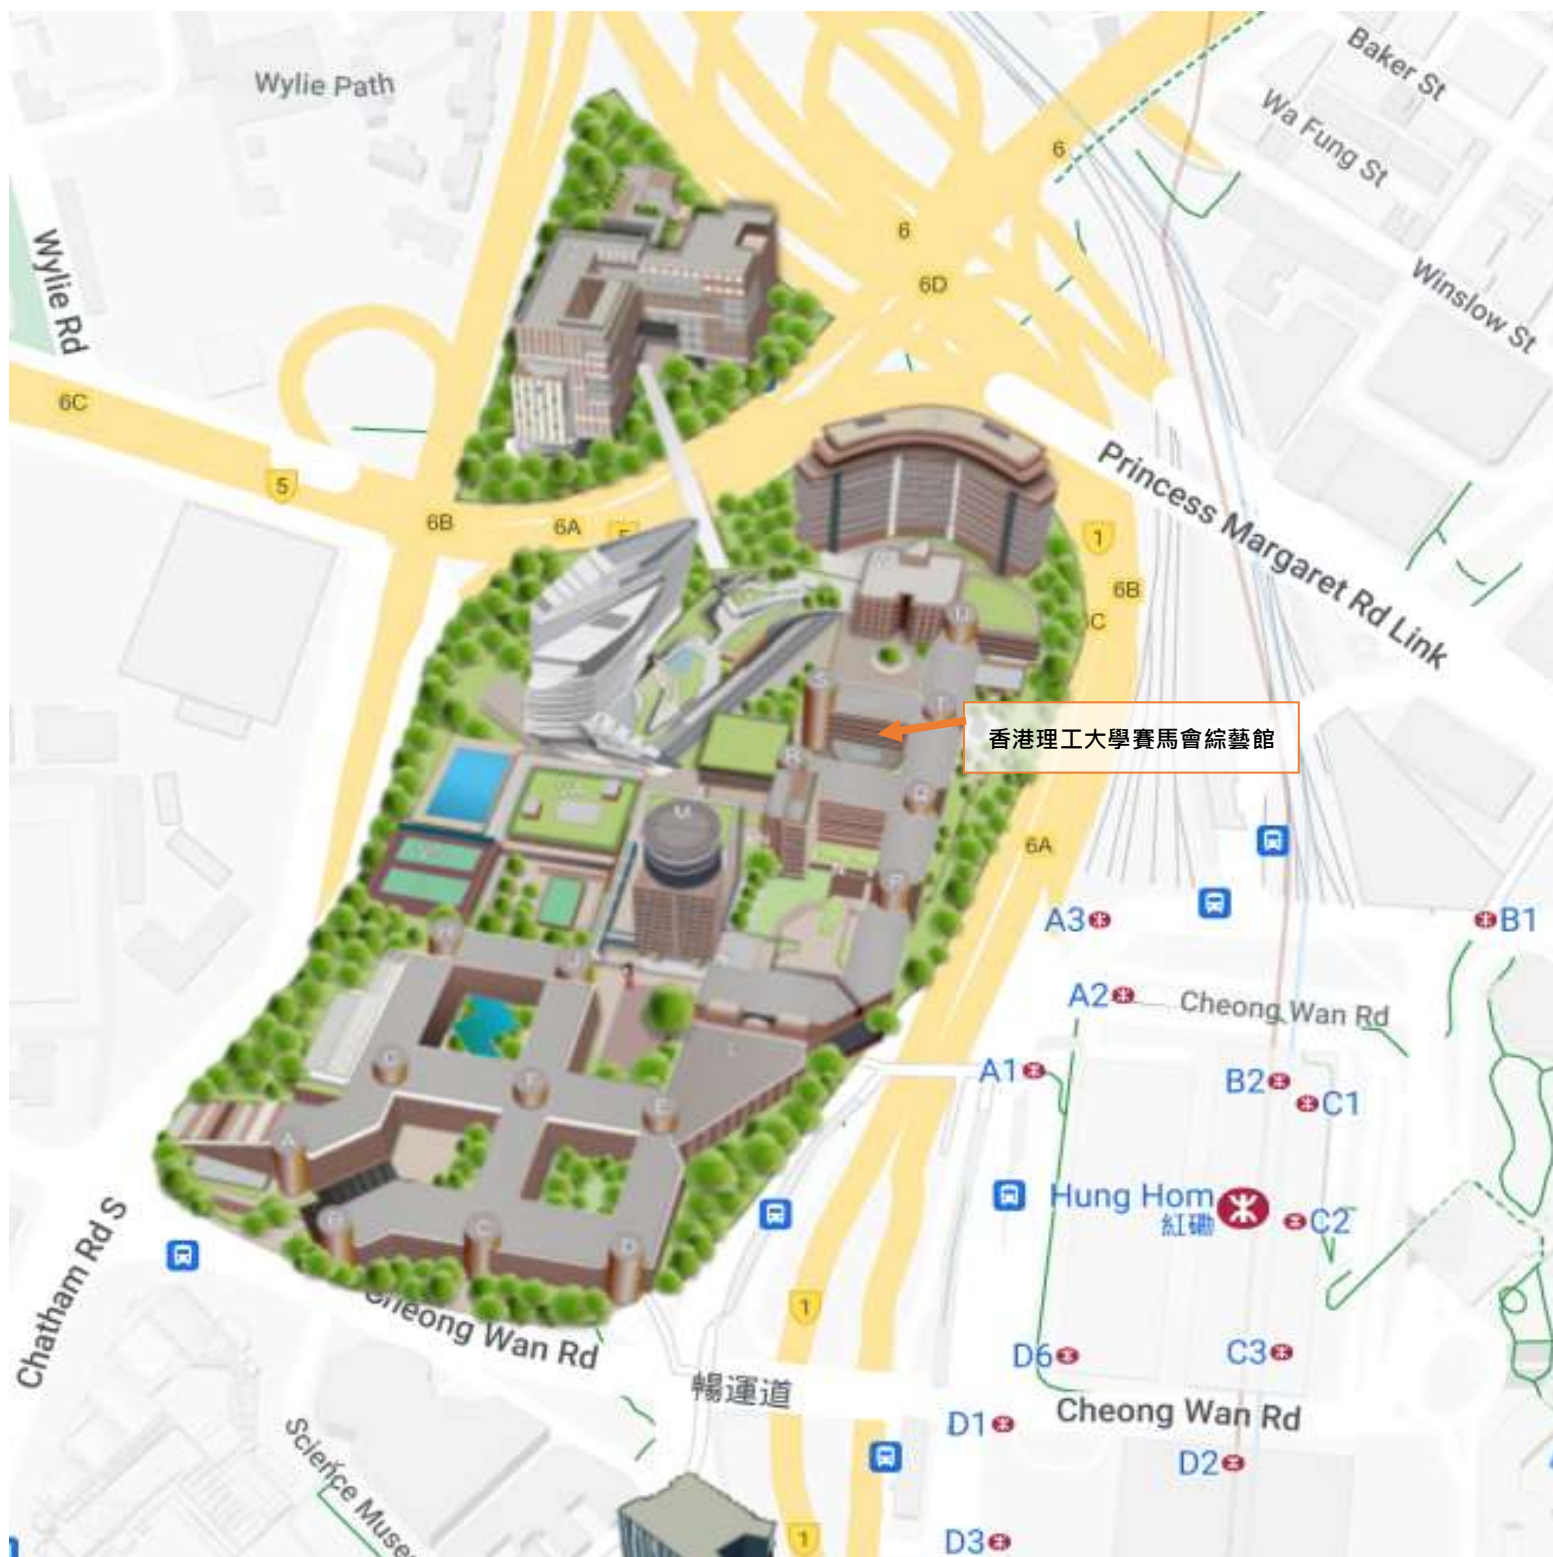 Wylie Path
Baker St
Wa Fung St
Winslow St
Wylie Rd
6
6
6D
6C
5
6B
6A
Princess Margaret Rd Link
1
6B
C
香港理工大學賽馬會綜藝館
6A
A3
B1
A2
Cheong Wan Rd
A1
B2
C1
Hung Hom
紅磡
C2
Chatham Rd S
1
Cheong Wan Rd
暢運道
D6
C3
Cheong Wan Rd
D1
D2
Science Muse
1
D3